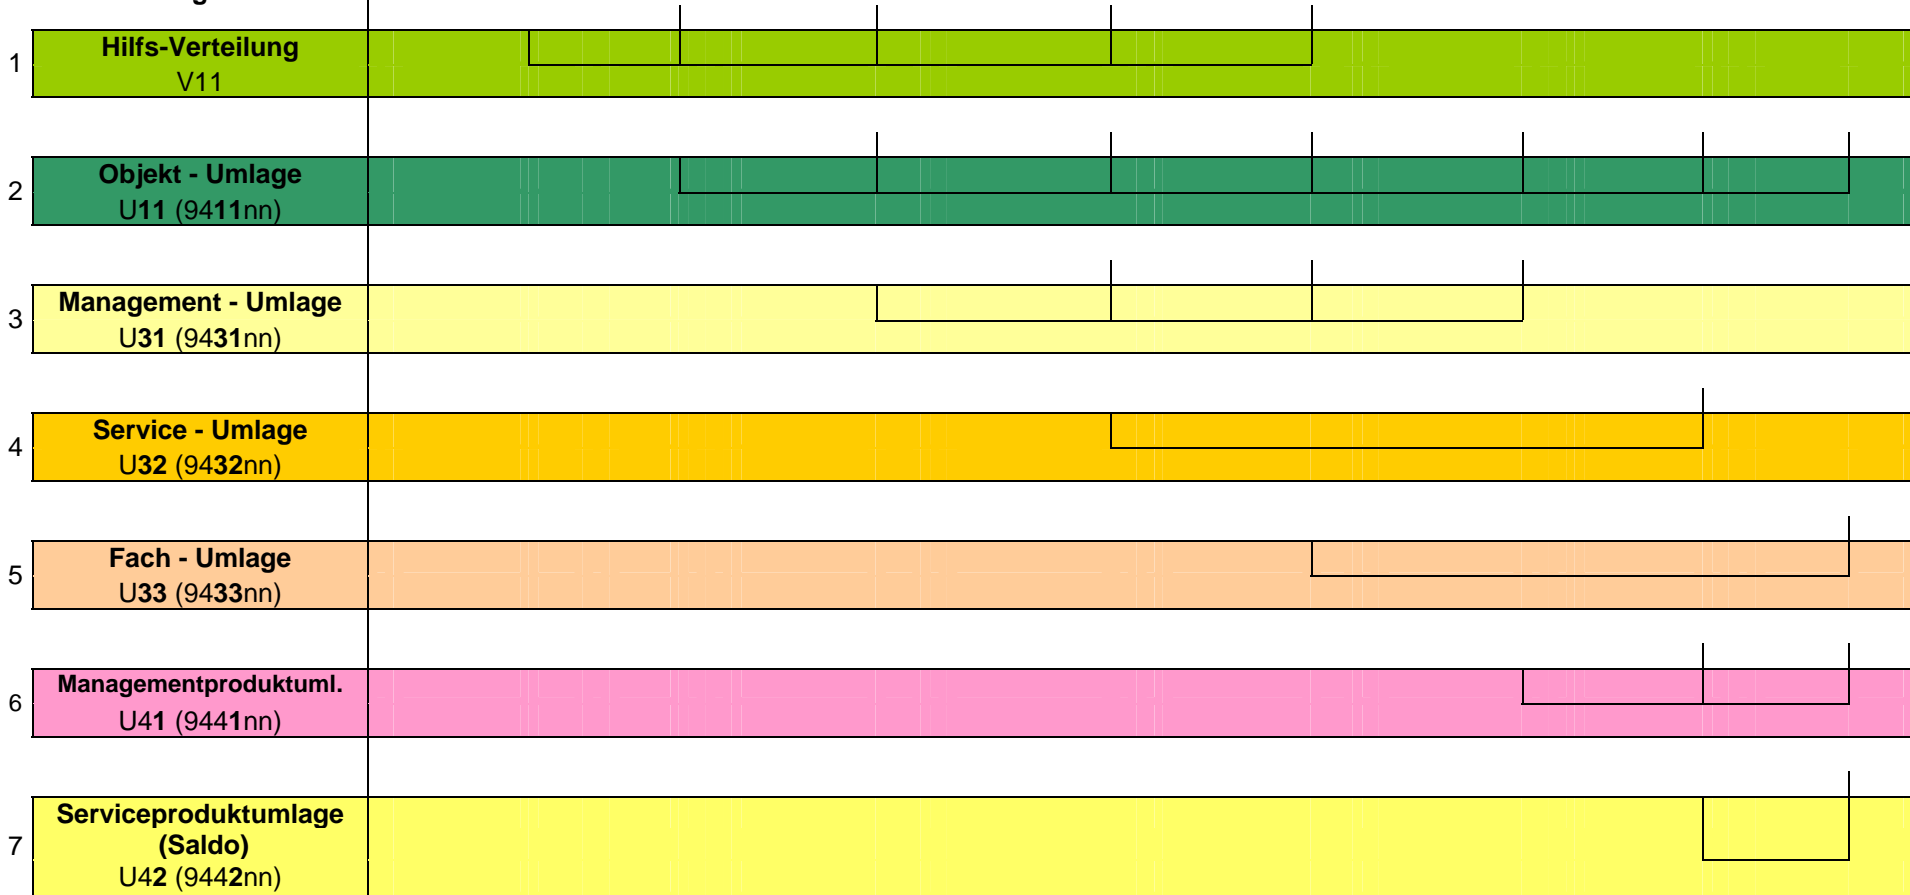 1
Hilfs-Verteilung
V11
2
Objekt - Umlage
U11 (9411nn)
3
Management - Umlage
U31 (9431nn)
4
Service - Umlage
U32 (9432nn)
5
Fach - Umlage
U33 (9433nn)
6
Managementproduktuml.
U41 (9441nn)
7
Serviceproduktumlage
(Saldo)
U42 (9442nn)